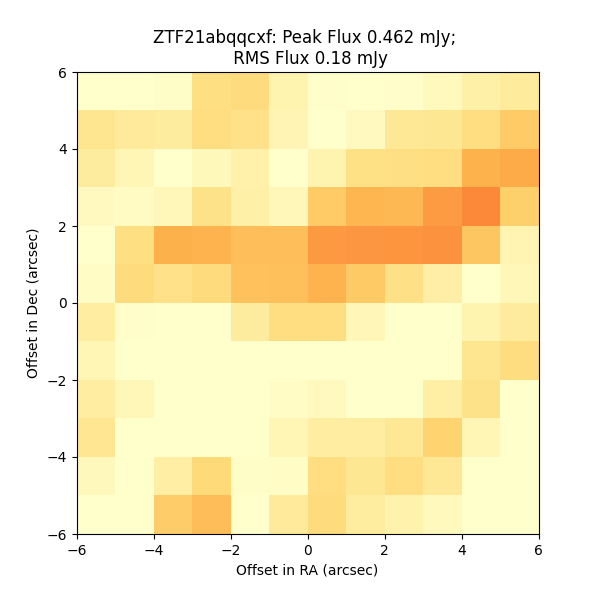 ZTF21abqqcxf: Peak Flux 0.462 mJy;
RMS Flux 0.18 mJy
6
4
2
0
−2
−4
−6
Offset in Dec (arcsec)
−6 −4 −2 0 2 4 6
Offset in RA (arcsec)